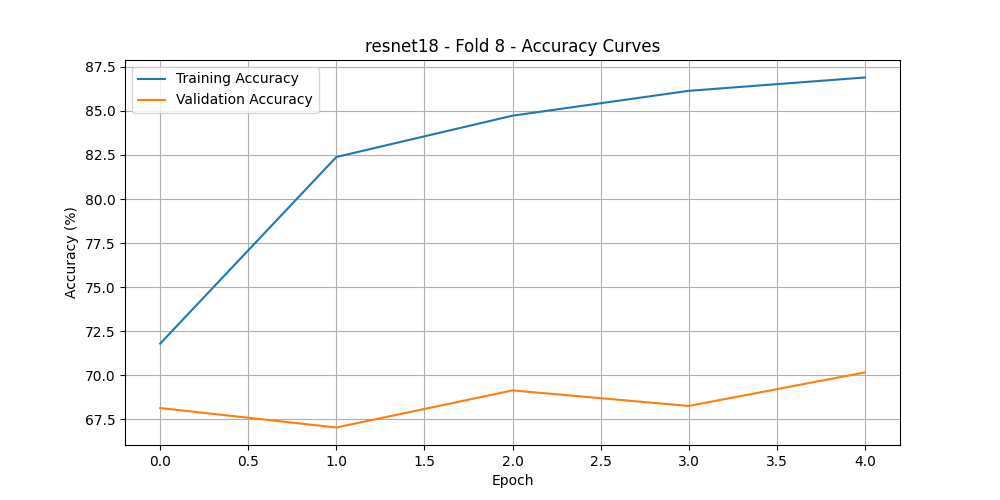 resnet18 - Fold 8 - Accuracy Curves
Training Accuracy
Validation Accuracy
Accuracy (%)
87.5
85.0
82.5
80.0
77.5
75.0
72.5
70.0
67.5
0.0 0.5 1.0 1.5 2.0 2.5 3.0 3.5 4.0
Epoch